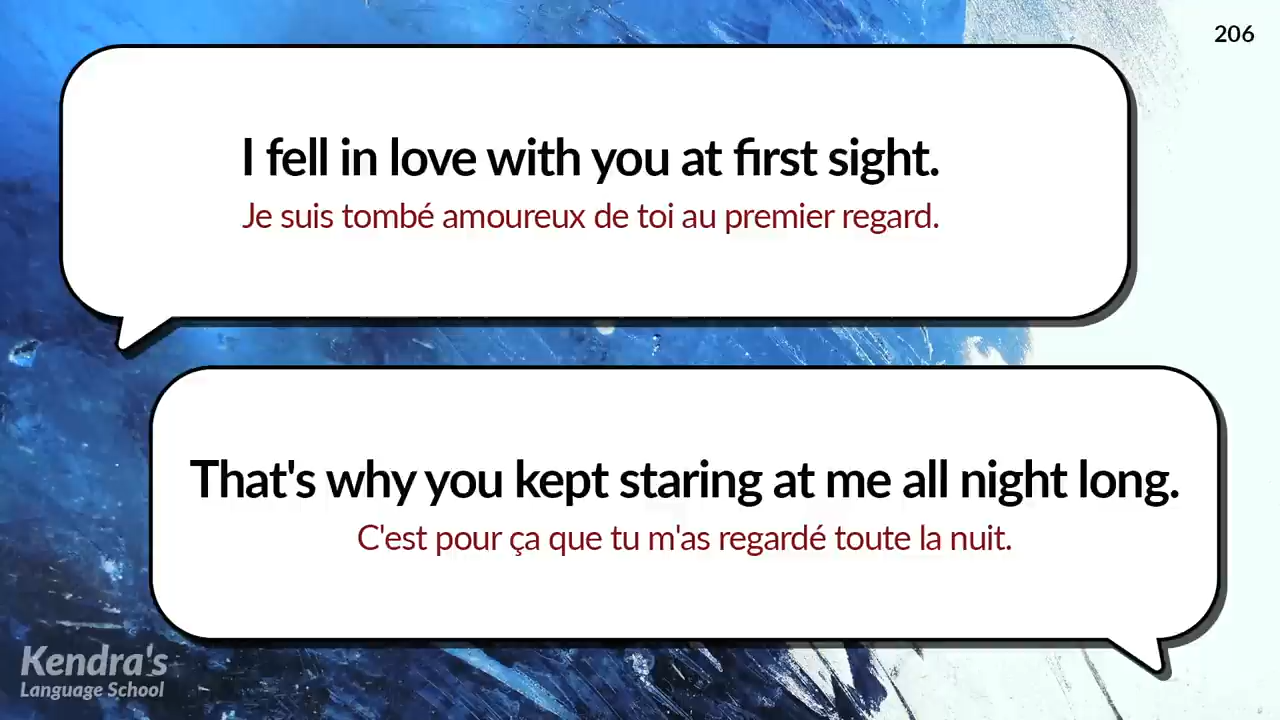 206
I fell in love with you at first sight.
Je suis tombé amoureux de toi au premier regard.
That's why you kept staring at me all night long.
C'est pour ça que tu m'as regardé toute la nuit.
Kendra's
Language School